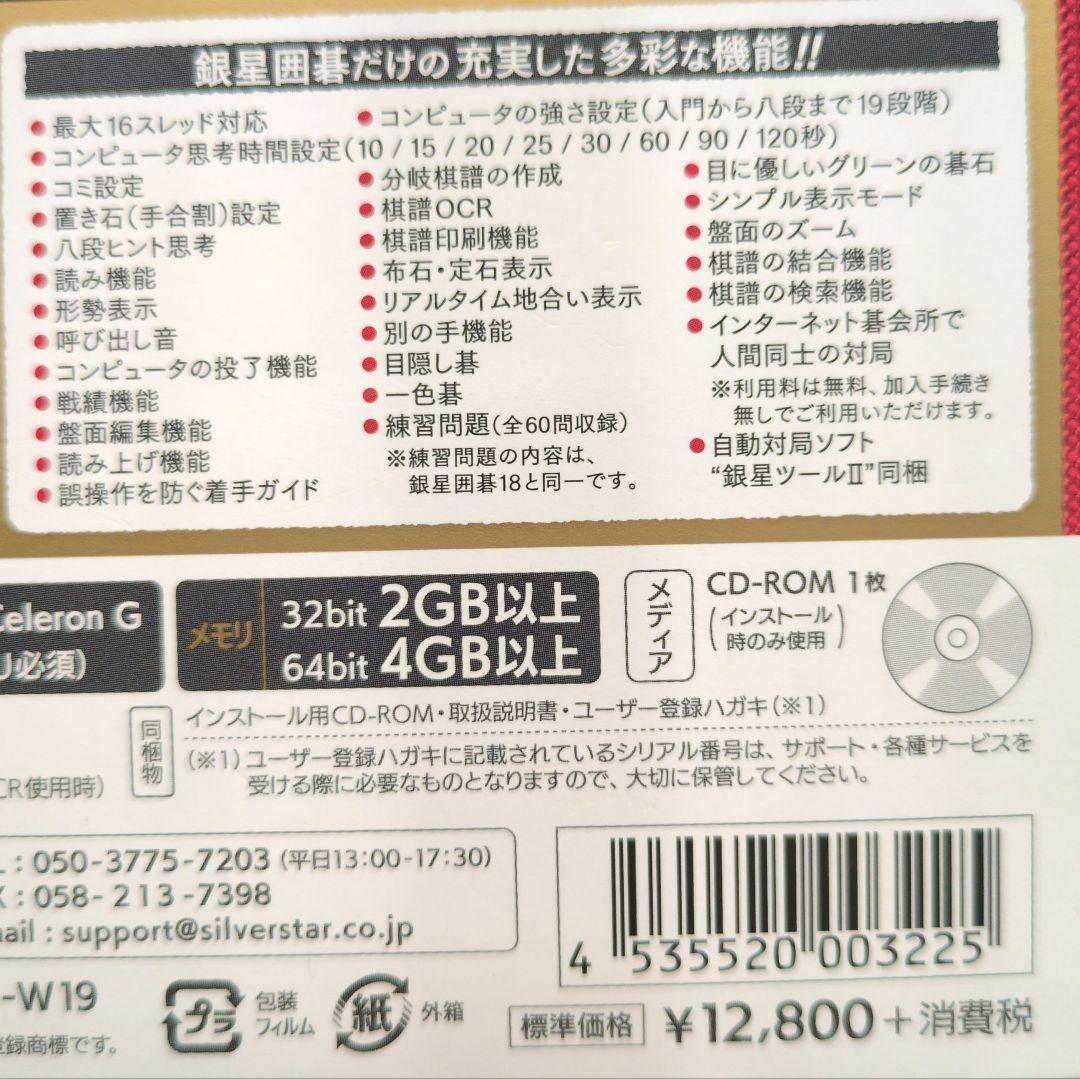 銀星囲碁だけの充実した多彩な機能!!
●最大16スレッド対応
●コンピュータの強さ設定(入門から八段まで19段階)
●コンピュータ思考時間設定(10 / 15 / 20 / 25 / 30 / 60 / 90 / 120秒)
●コミ設定
●置き石(手合割)設定
●八段ヒント思考
●読み機能
●形勢表示
●呼び出し音
●コンピュータの投了機能
●戦績機能
●盤面編集機能
●読み上げ機能
●誤操作を防ぐ着手ガイド
●分岐棋譜の作成
●棋譜OCR
●棋譜印刷機能
●布石・定石表示
●リアルタイム地合い表示
●別の手機能
●目隠し碁
●一色碁
●練習問題(全60問収録)
※練習問題の内容は、
銀星囲碁18と同一です。
●目に優しいグリーンの碁石
●シンプル表示モード
●盤面のズーム
●棋譜の結合機能
●棋譜の検索機能
●インターネット碁会所で
人間同士の対局
※利用料は無料、加入手続き
無しでご利用いただけます。
●自動対局ソフト
“銀星ツールⅡ”同梱
Celeron G
必須)
メモリ
32bit 2GB以上
64bit 4GB以上
メディア
CD-ROM 1枚
(インストール
時のみ使用)
CR使用時)
同梱物
インストール用CD-ROM・取扱説明書・ユーザー登録ハガキ(※1)
(※1)ユーザー登録ハガキに記載されているシリアル番号は、サポート・各種サービスを
受ける際に必要なものとなりますので、大切に保管してください。
L : 050-3775-7203 (平日13:00-17:30)
X : 058-213-7398
ail : support@silverstar.co.jp
4 535520 003225
-W19
登録商標です。
プラ
包装
フィルム
紙
外箱
標準価格 ¥12,800+消費税